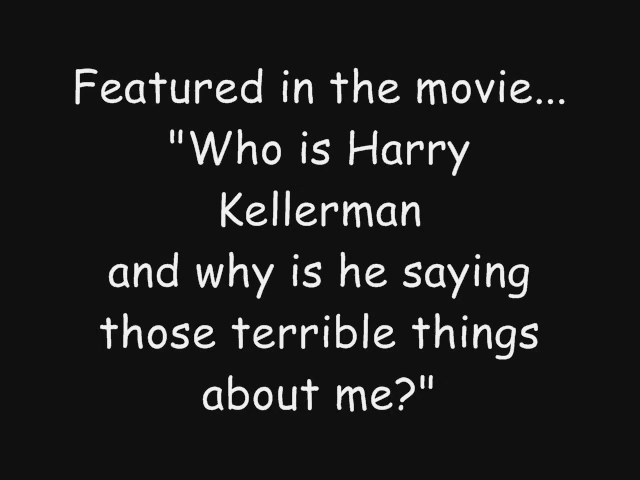 Featured in the movie...
"Who is Harry
Kellerman
and why is he saying
those terrible things
about me?"